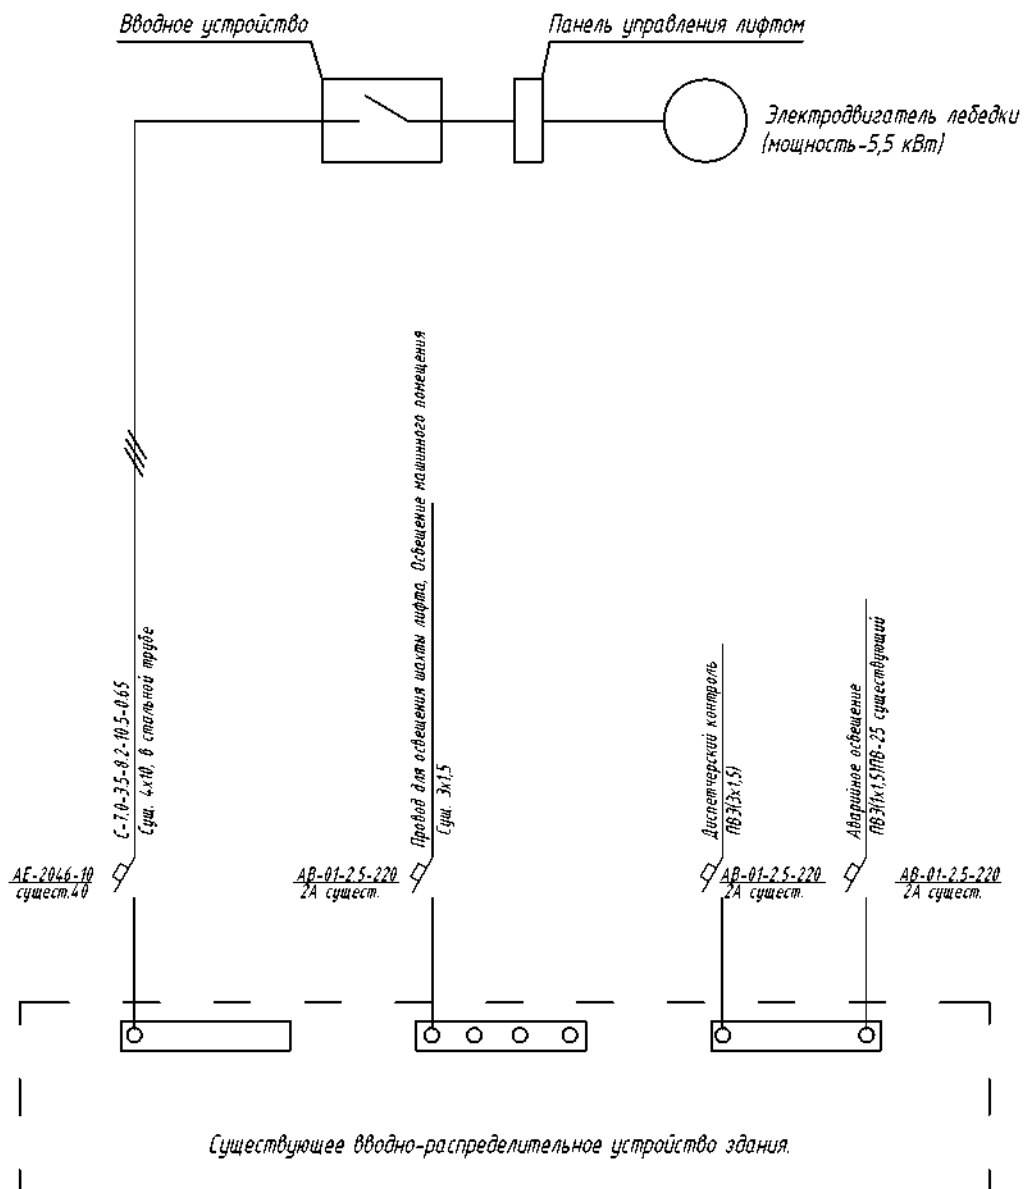 Вводное устройство
Панель управления лифтом
Электродвигатель лебедки
(мощность-5,5 кВт)
С-7,0-3.5-8.2-10.5-0.65
Сущ. 4х10, в стальной трубе
Провод для освещения шахты лифта, Освещение машинного помещения
Сущ. 3х1,5
Диспетчерский контроль
ПВ3(3х1,5)
Аварийное освещение
ПВ3(1х1,5)ПВ-25 существующий
АЕ-2046-10
сущест.40
АВ-01-2.5-220
2А сущест.
АВ-01-2.5-220
2А сущест.
АВ-01-2.5-220
2А сущест.
Существующее вводно-распределительное устройство здания.